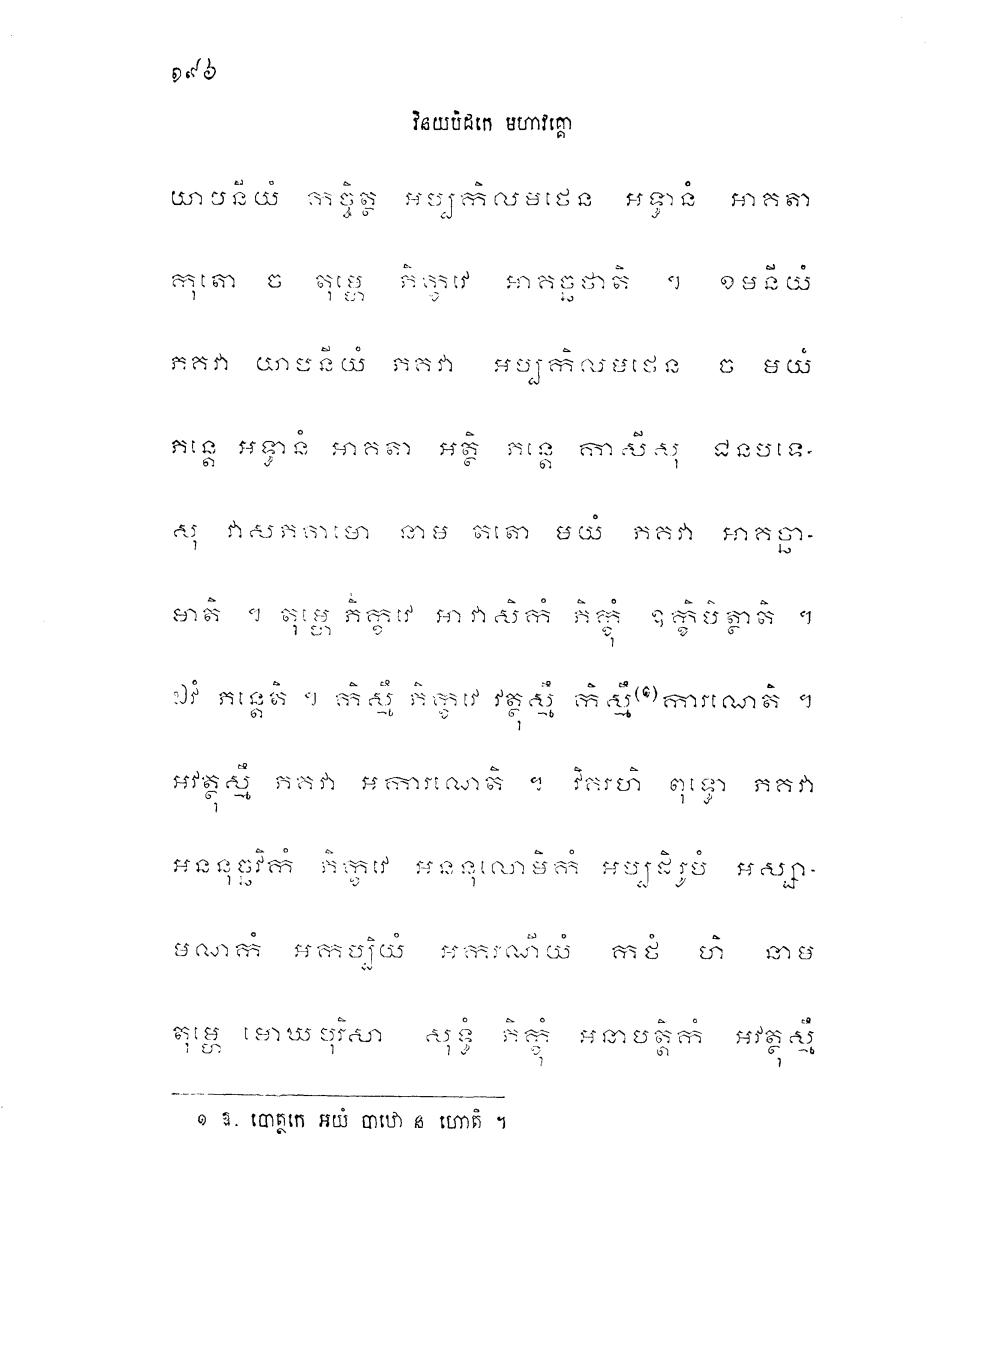 ១៩៦
វិនយបិដកេ មហាវគ្គោ
យាបនីយំ កច្ចិត្ថ អប្បកិលមថេន អទ្ធានំ អាគតា
កុតោ ច តុម្ហេ ភិក្ខវេ អាគច្ឆថាតិ ។ ខមនីយំ
ភគវា យាបនីយំ ភគវា អប្បកិលមថេន ច មយំ
ភន្តេ អទ្ធានំ អាគតា អត្ថិ ភន្តេ កាសីសុ ជនបទេ-
សុ វាសភគាមោ នាម តតោ មយំ ភគវា អាគច្ឆា-
មាតិ ។ តុម្ហេ ភិក្ខវេ អាវាសិកំ ភិក្ខុំ ឧក្ខិបិត្ថាតិ ។
ឯវំ ភន្តេតិ ។ កិស្មឹ ភិក្ខវេ វត្ថុស្មឹ កិស្មឹ(១)ការណេតិ ។
អវត្ថុស្មឹ ភគវា អការណេតិ ។ វិគរហិ ពុទ្ធោ ភគវា
អននុច្ឆវិកំ ភិក្ខវេ អននុលោមិកំ អប្បដិរូបំ អស្សា-
មណកំ អកប្បិយំ អករណីយំ កថំ ហិ នាម
តុម្ហេ មោឃបុរិសា សុទ្ធំ ភិក្ខុំ អនាបត្តិកំ អវត្ថុស្មឹ
១ ឱ. បោត្ថកេ អយំ បាឋោ ន ហោតិ ។